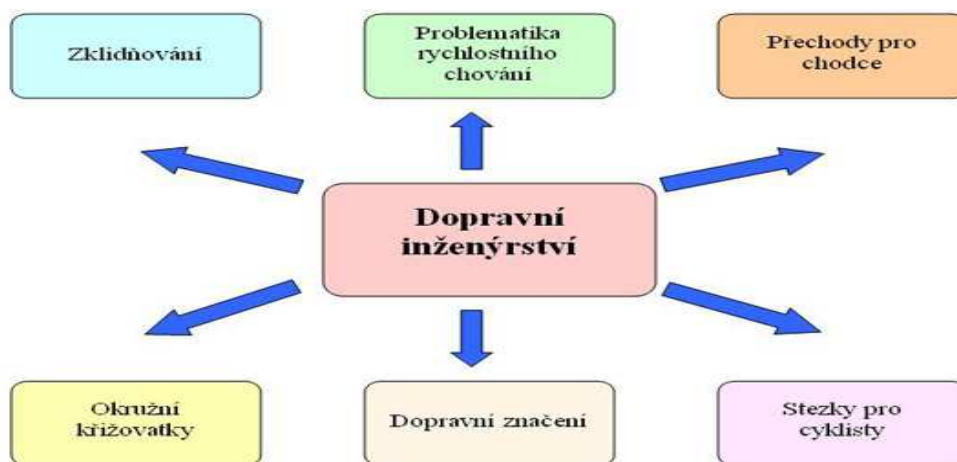 Zklidňování
Problematika
rychlostního
chování
Přechody pro
chodce
Dopravní
inženýrství
Okružní
křižovatky
Dopravní značení
Stezky pro
cyklisty